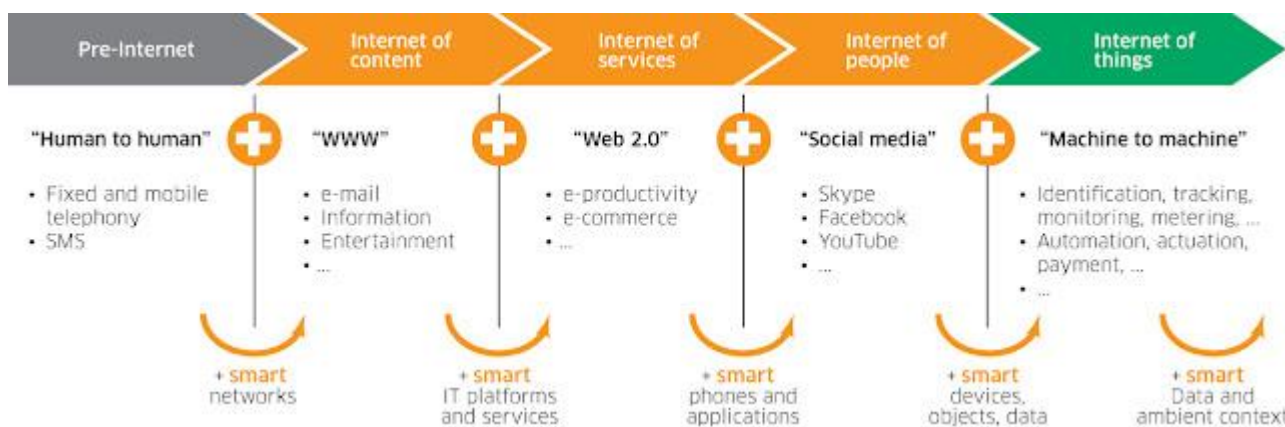 Pre-Internet
Internet of
content
Internet of
services
Internet of
people
Internet of
things
"Human to human"
• Fixed and mobile
telephony
• SMS
"WWW"
• e-mail
• Information
• Entertainment
• ...
"Web 2.0"
• e-productivity
• e-commerce
• ...
"Social media"
• Skype
• Facebook
• YouTube
• ...
"Machine to machine"
• Identification, tracking,
monitoring, metering, ...
• Automation, actuation,
payment, ...
• ...
+ smart
networks
+ smart
IT platforms
and services
+ smart
phones and
applications
+ smart
devices,
objects, data
+ smart
Data and
ambient context